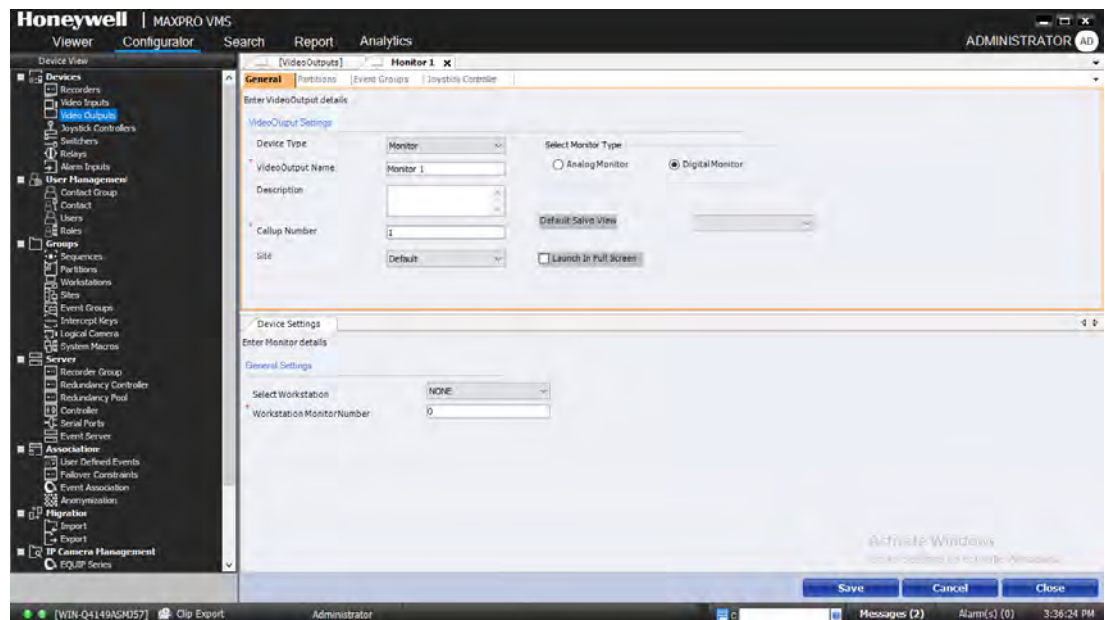 Honeywell | MAXPRO VMS
Viewer Configurator Search Report Analytics ADMINISTRATOR AD
Device View
Devices
Recorders
Video Inputs
Video Outputs
Joystick Controllers
Switchers
Relays
Alarm Inputs
User Management
Contact Group
Contact
Users
Roles
Groups
Sequences
Partitions
Workstations
Sites
Event Groups
Intercept Keys
Logical Camera
System Macros
Server
Recorder Group
Redundancy Controller
Redundancy Pool
Controller
Serial Ports
Event Server
Association
User Defined Events
Failover Constraints
Event Association
Anonymization
Migration
Import
Export
IP Camera Management
EQUIP Series
[VideoOutputs] Monitor 1 x
General Partitions Event Groups Joystick Controller
Enter VideoOutput details
VideoOutput Settings
Device Type Monitor Select Monitor Type
* VideoOutput Name Monitor 1 Analog Monitor Digital Monitor
Description
Default Salvo View
* Callup Number 1
Site Default Launch In Full Screen
Device Settings
Enter Monitor details
General Settings
Select Workstation NONE
* Workstation MonitorNumber 0
Activate Windows
Save Cancel Close
[WIN-Q4149ASMJ57] Clip Export Administrator C Messages (2) Alarm(s) (0) 3:36:24 PM